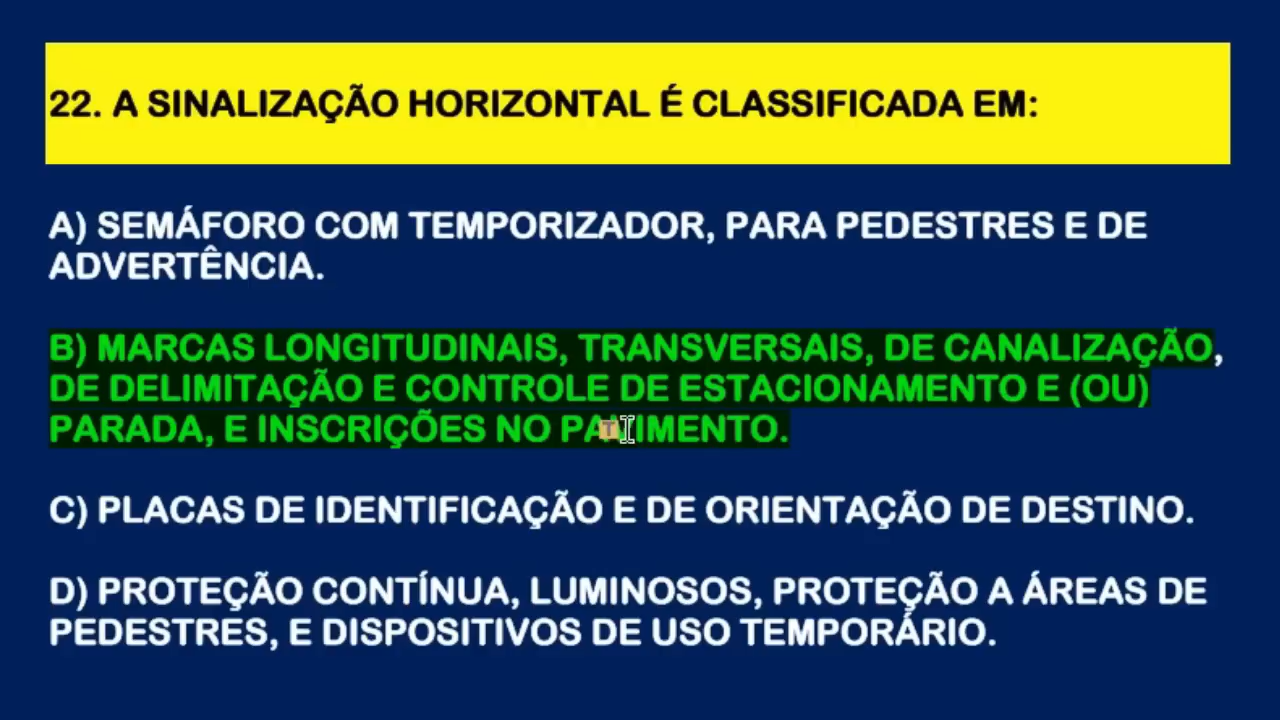 22. A SINALIZAÇÃO HORIZONTAL É CLASSIFICADA EM:
A) SEMÁFORO COM TEMPORIZADOR, PARA PEDESTRES E DE
ADVERTÊNCIA.
B) MARCAS LONGITUDINAIS, TRANSVERSAIS, DE CANALIZAÇÃO,
DE DELIMITAÇÃO E CONTROLE DE ESTACIONAMENTO E (OU)
PARADA, E INSCRIÇÕES NO PAVIMENTO.
C) PLACAS DE IDENTIFICAÇÃO E DE ORIENTAÇÃO DE DESTINO.
D) PROTEÇÃO CONTÍNUA, LUMINOSOS, PROTEÇÃO A ÁREAS DE
PEDESTRES, E DISPOSITIVOS DE USO TEMPORÁRIO.